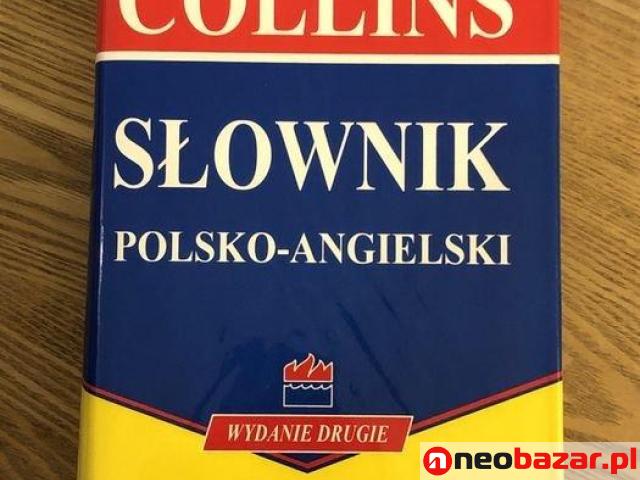 COLLINS
SŁOWNIK
POLSKO-ANGIELSKI
WYDANIE DRUGIE
neobazar.pl